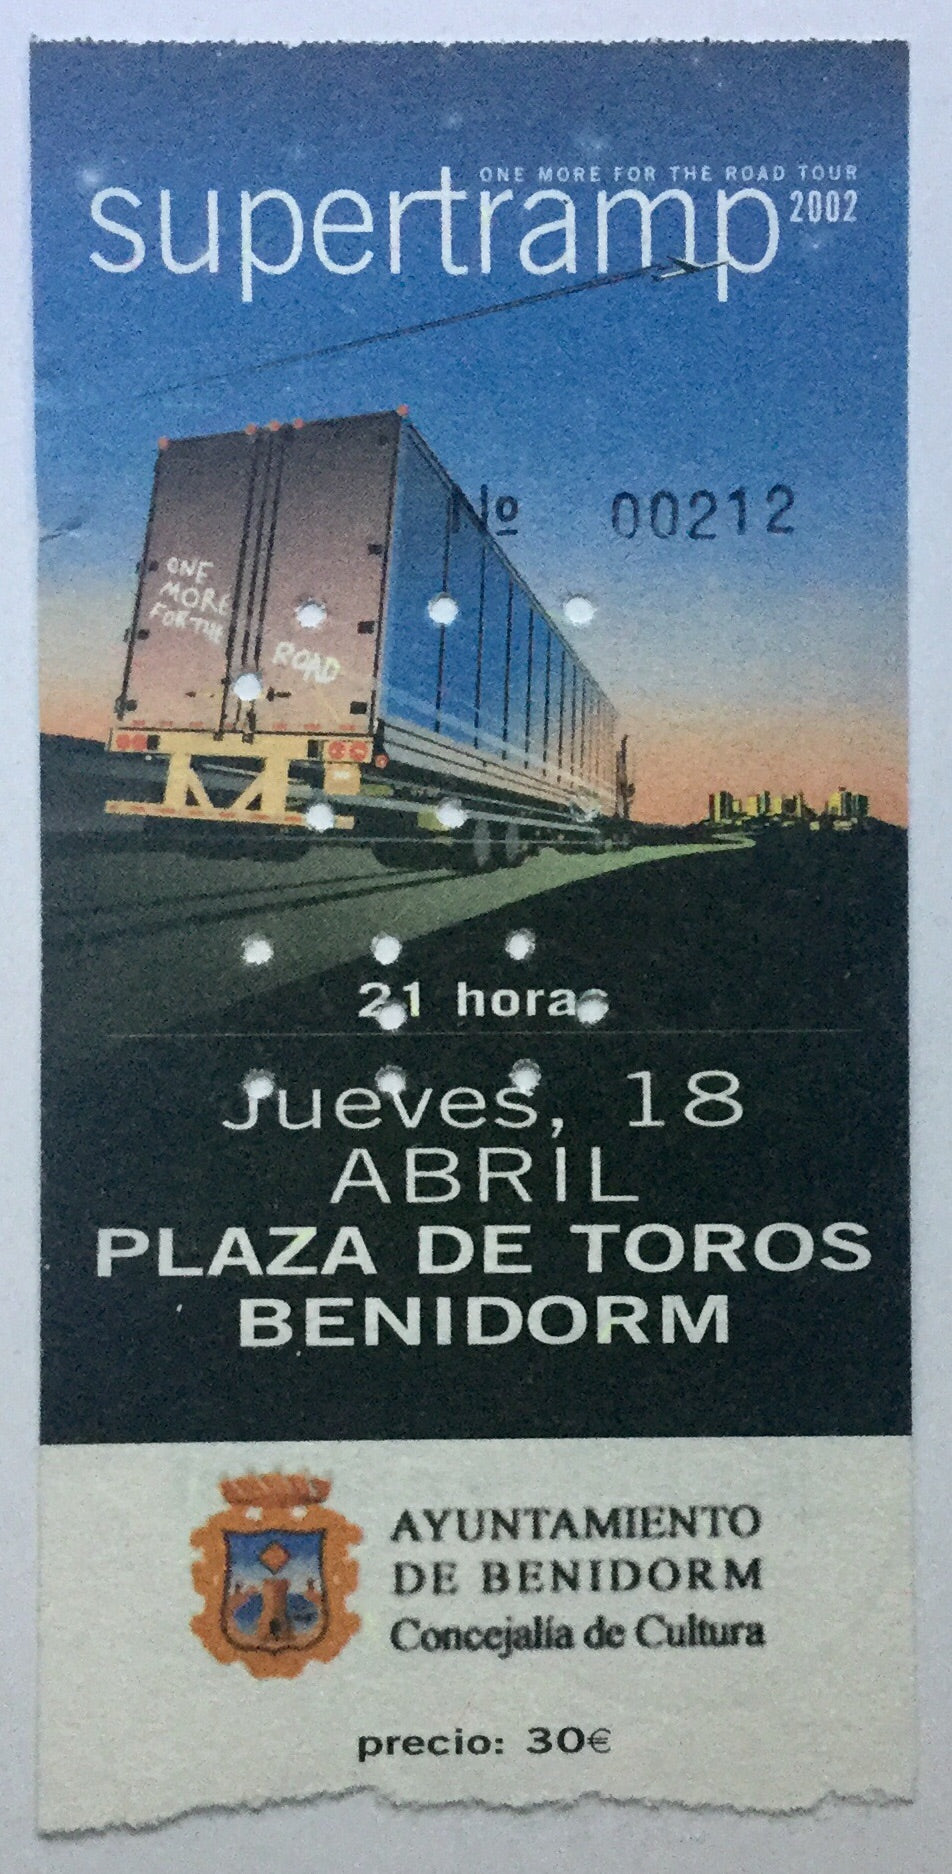 ONE MORE FOR THE ROAD TOUR
supertramp 2002
Nº 00212
ONE
MORE
FOR THE
ROAD
21 horas
Jueves, 18
ABRIL
PLAZA DE TOROS
BENIDORM
AYUNTAMIENTO
DE BENIDORM
Concejalía de Cultura
precio: 30€